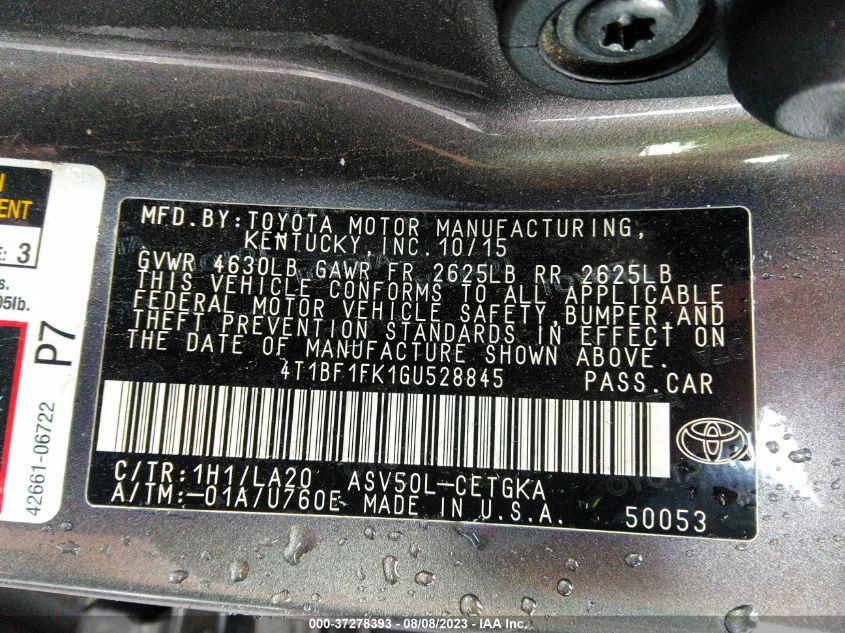 MFD.BY:TOYOTA MOTOR MANUFACTURING,
KENTUCKY,INC. 10/15
GVWR 4630LB GAWR FR 2625LB RR 2625LB
THIS VEHICLE CONFORMS TO ALL APPLICABLE
FEDERAL MOTOR VEHICLE SAFETY,BUMPER,AND
THEFT PREVENTION STANDARDS IN EFFECT ON
THE DATE OF MANUFACTURE SHOWN ABOVE.
4T1BF1FK1GU528845 PASS.CAR
C/TR:1H1/LA20 ASV50L-CETGKA
A/TM:-01A/U760E MADE IN U.S.A. 50053
ENT
: 3
s.
05lb.
P7
42661-06722
000-37278393 - 08/08/2023 - IAA Inc.